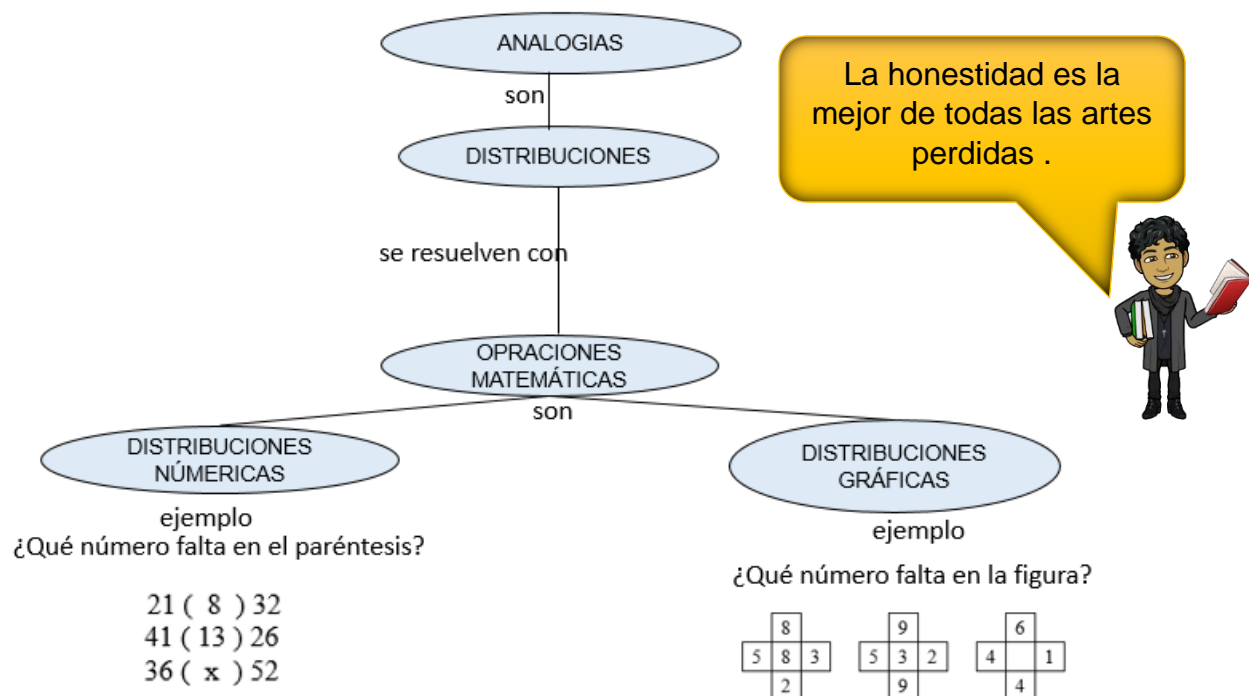 ANALOGIAS
son
DISTRIBUCIONES
se resuelven con
OPRACIONES
MATEMÁTICAS
son
La honestidad es la
mejor de todas las artes
perdidas .
DISTRIBUCIONES
NÚMERICAS
ejemplo
¿Qué número falta en el paréntesis?
21 ( 8 ) 32
41 ( 13 ) 26
36 ( x ) 52
DISTRIBUCIONES
GRÁFICAS
ejemplo
¿Qué número falta en la figura?
8 9 6
5 8 3 5 3 2 4 1
2 9 4